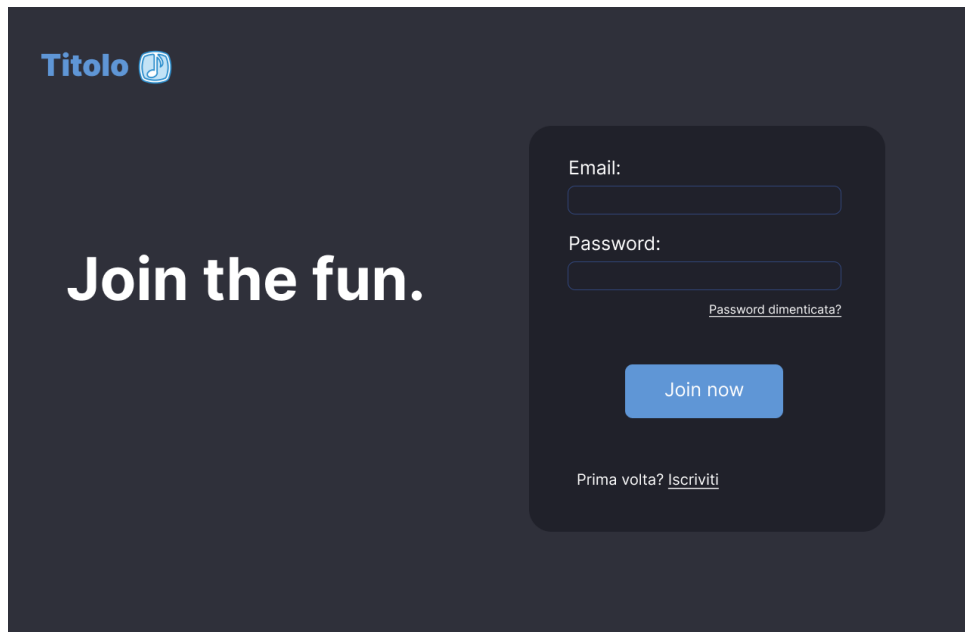 Titolo
Join the fun.
Email:
Password:
Password dimenticata?
Join now
Prima volta? Iscriviti